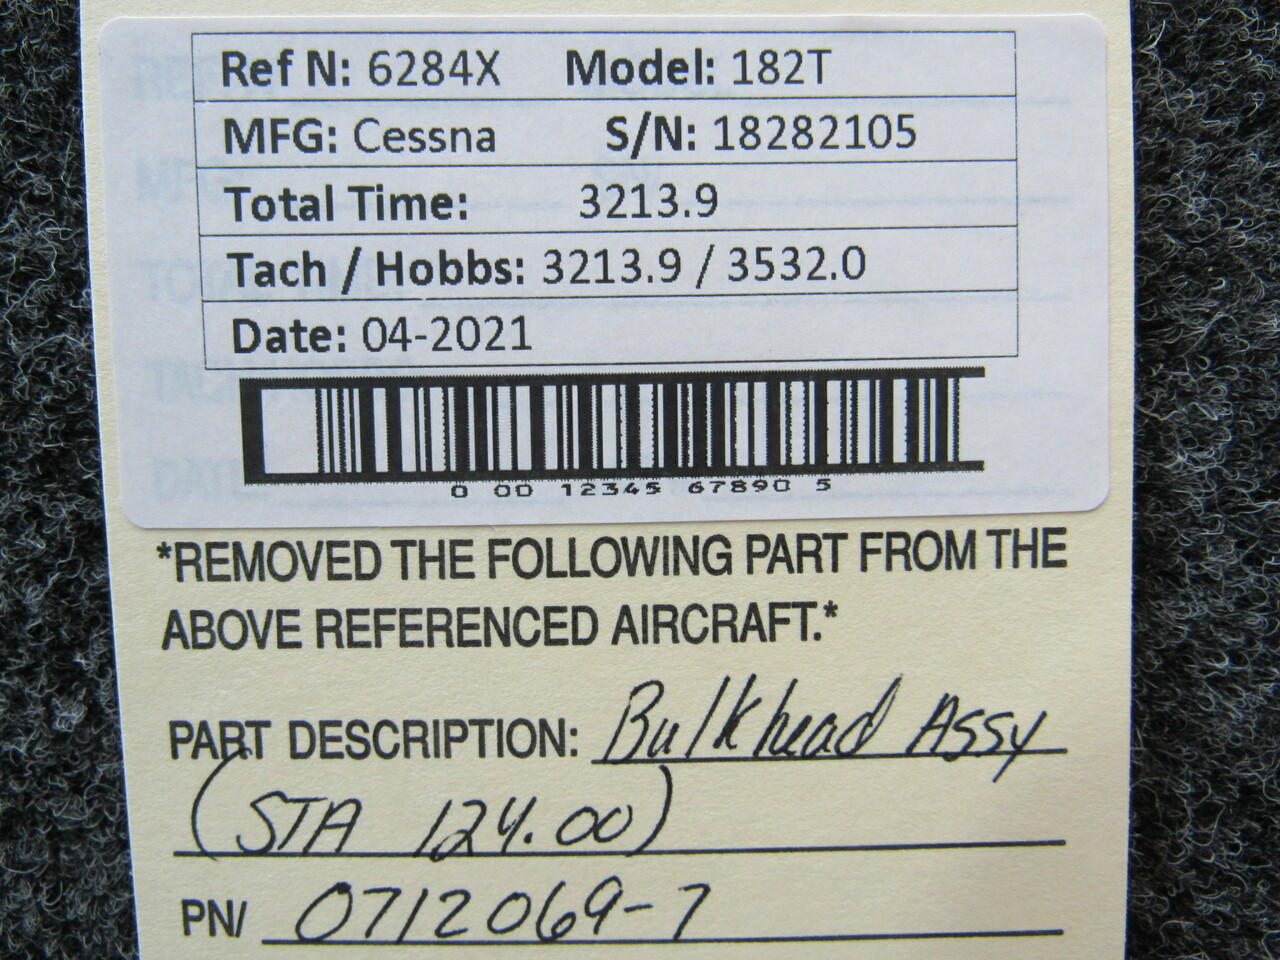 Ref N: 6284X Model: 182T
MFG: Cessna S/N: 18282105
Total Time: 3213.9
Tach / Hobbs: 3213.9 / 3532.0
Date: 04-2021
0 00 12345 67890 5
*REMOVED THE FOLLOWING PART FROM THE
ABOVE REFERENCED AIRCRAFT.*
PART DESCRIPTION: Bulkhead Assy
(STA 124.00)
PN/ 0712069-7